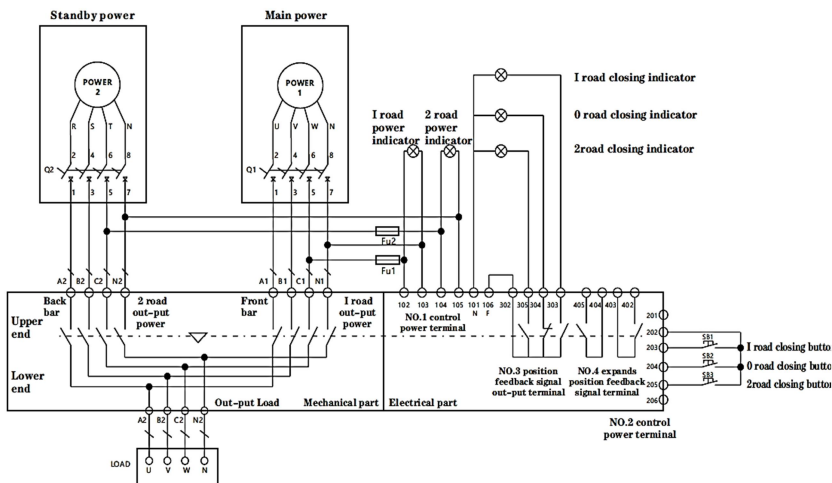 Standby power
Main power
POWER
2
POWER
1
R S T N
U V W N
2 4 6 8
2 4 6 8
Q2
Q1
1 3 5 7
1 3 5 7
I road
power
indicator
2 road
power
indicator
I road closing indicator
0 road closing indicator
2road closing indicator
Fu2
Fu1
A2 B2 C2 N2
A1 B1 C1 N1
102 103 104 105 101 106 302 305 304 303 405 404 403 402
N F
Back
bar
2 road
out-put
power
Front
bar
I road
out-put
power
NO.1 control
power terminal
Upper
end
Lower
end
201
202
203
204
205
206
SB1
SB2
SB3
I road closing button
0 road closing button
2road closing button
NO.3 position
feedback signal
out-put terminal
NO.4 expands
position feedback
signal terminal
Out-put Load
Mechanical part
Electrical part
NO.2 control
power terminal
A2 B2 C2 N2
LOAD
U V W N